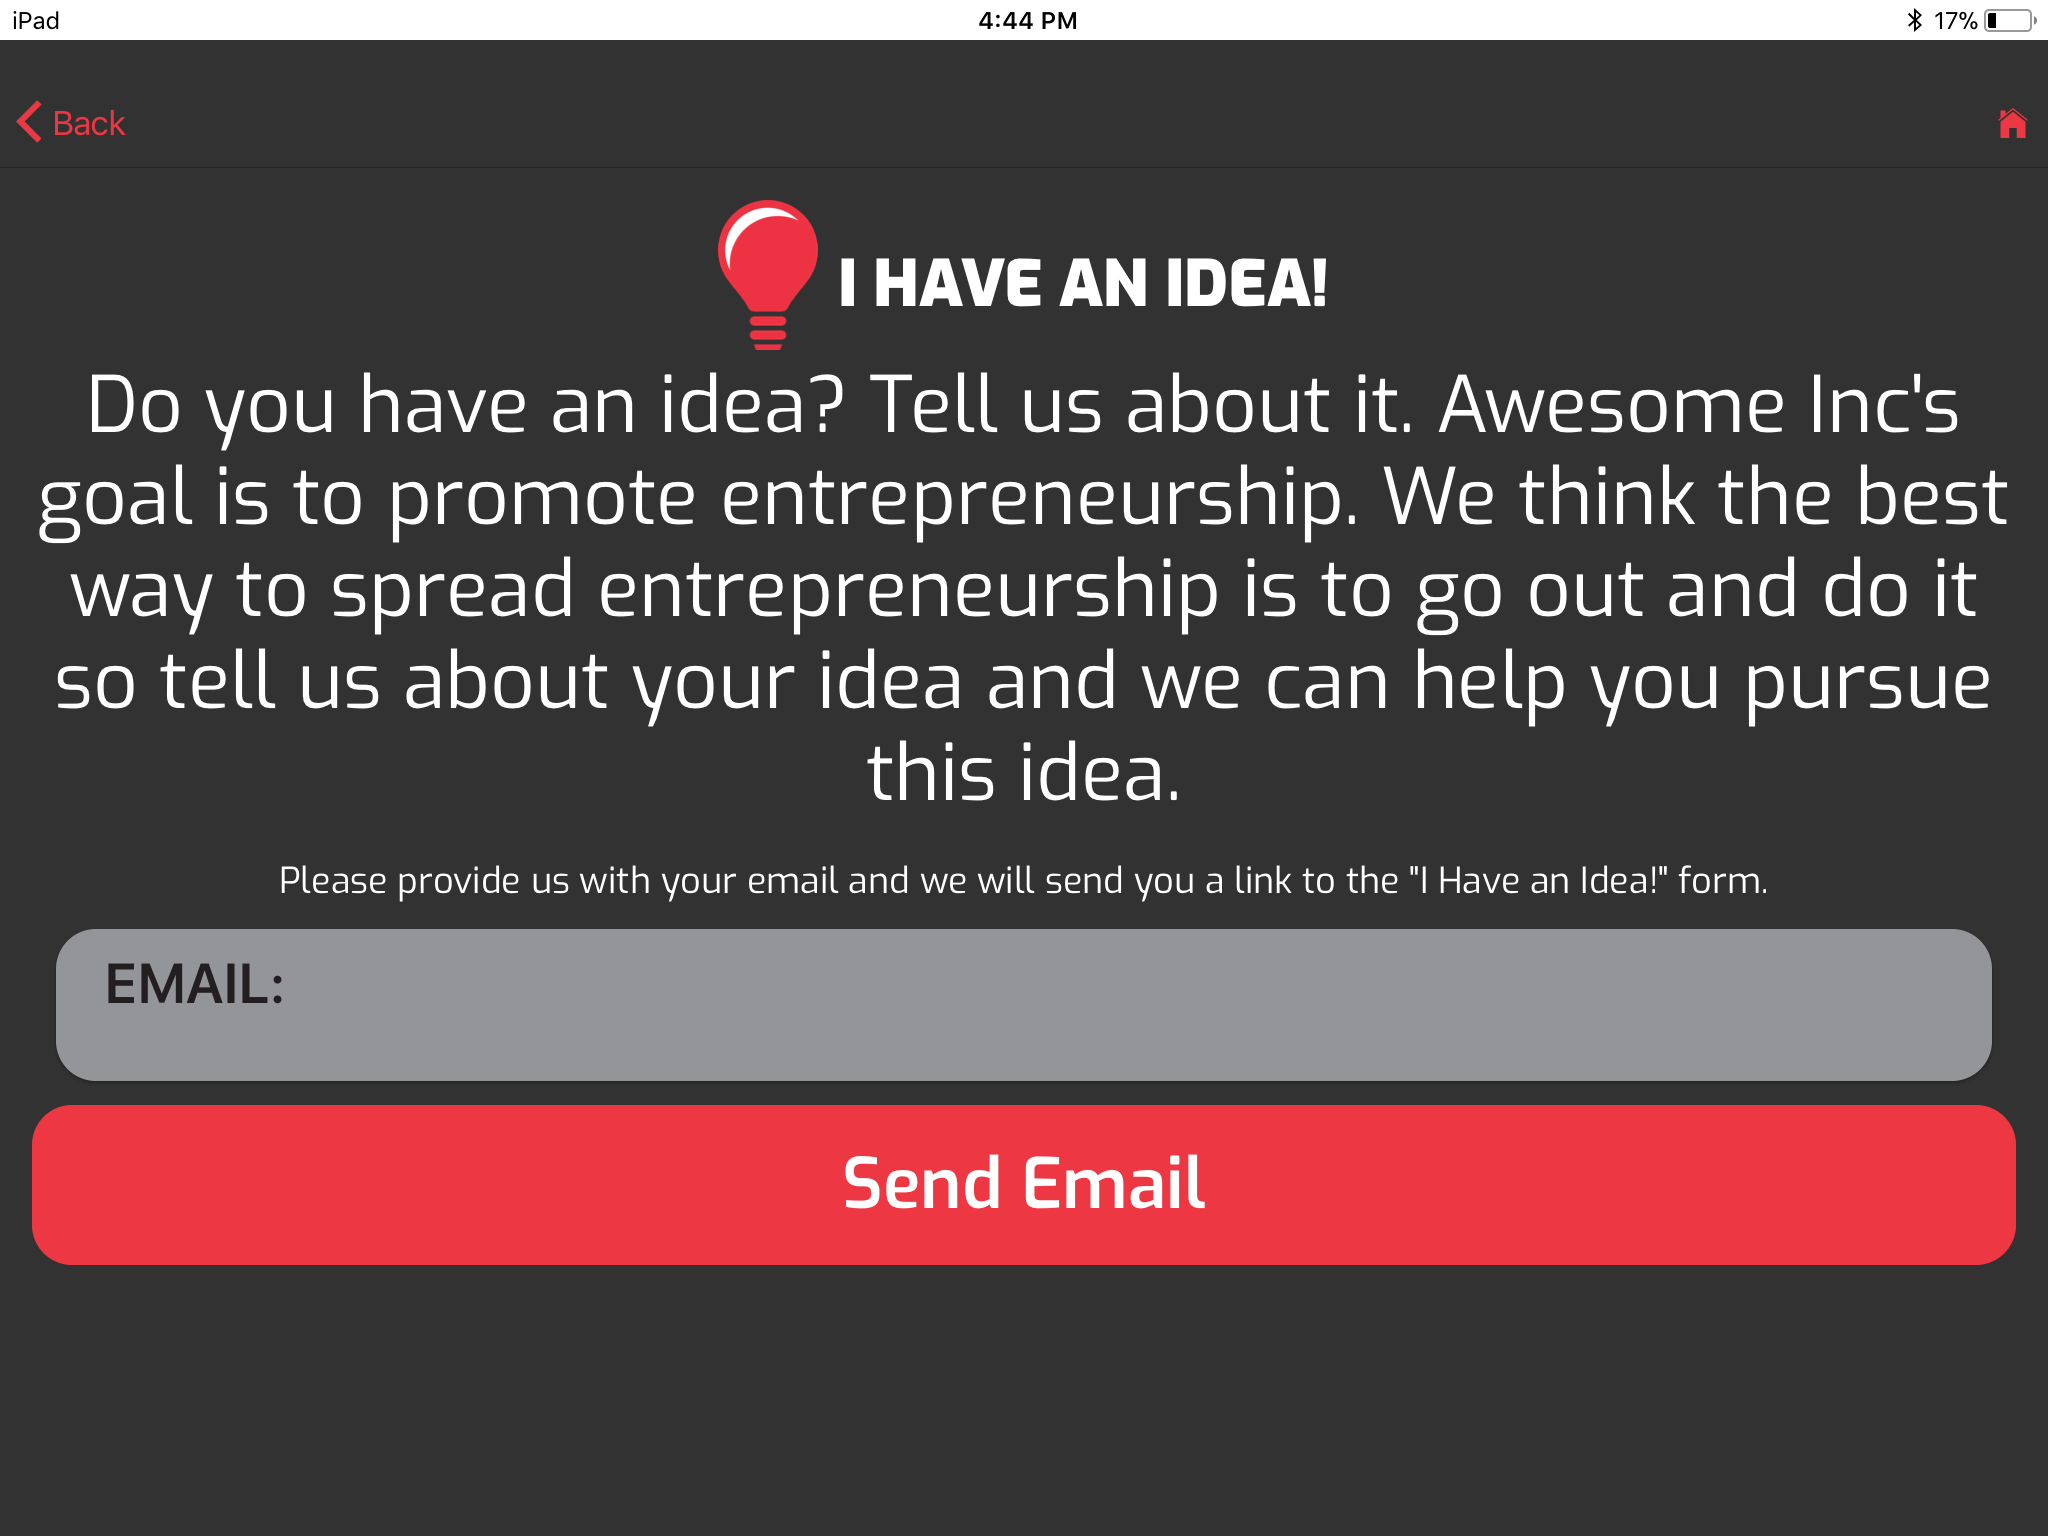 iPad
4:44 PM
17%
Back
I HAVE AN IDEA!
Do you have an idea? Tell us about it. Awesome Inc's
goal is to promote entrepreneurship. We think the best
way to spread entrepreneurship is to go out and do it
so tell us about your idea and we can help you pursue
this idea.
Please provide us with your email and we will send you a link to the "I Have an Idea!" form.
EMAIL:
Send Email